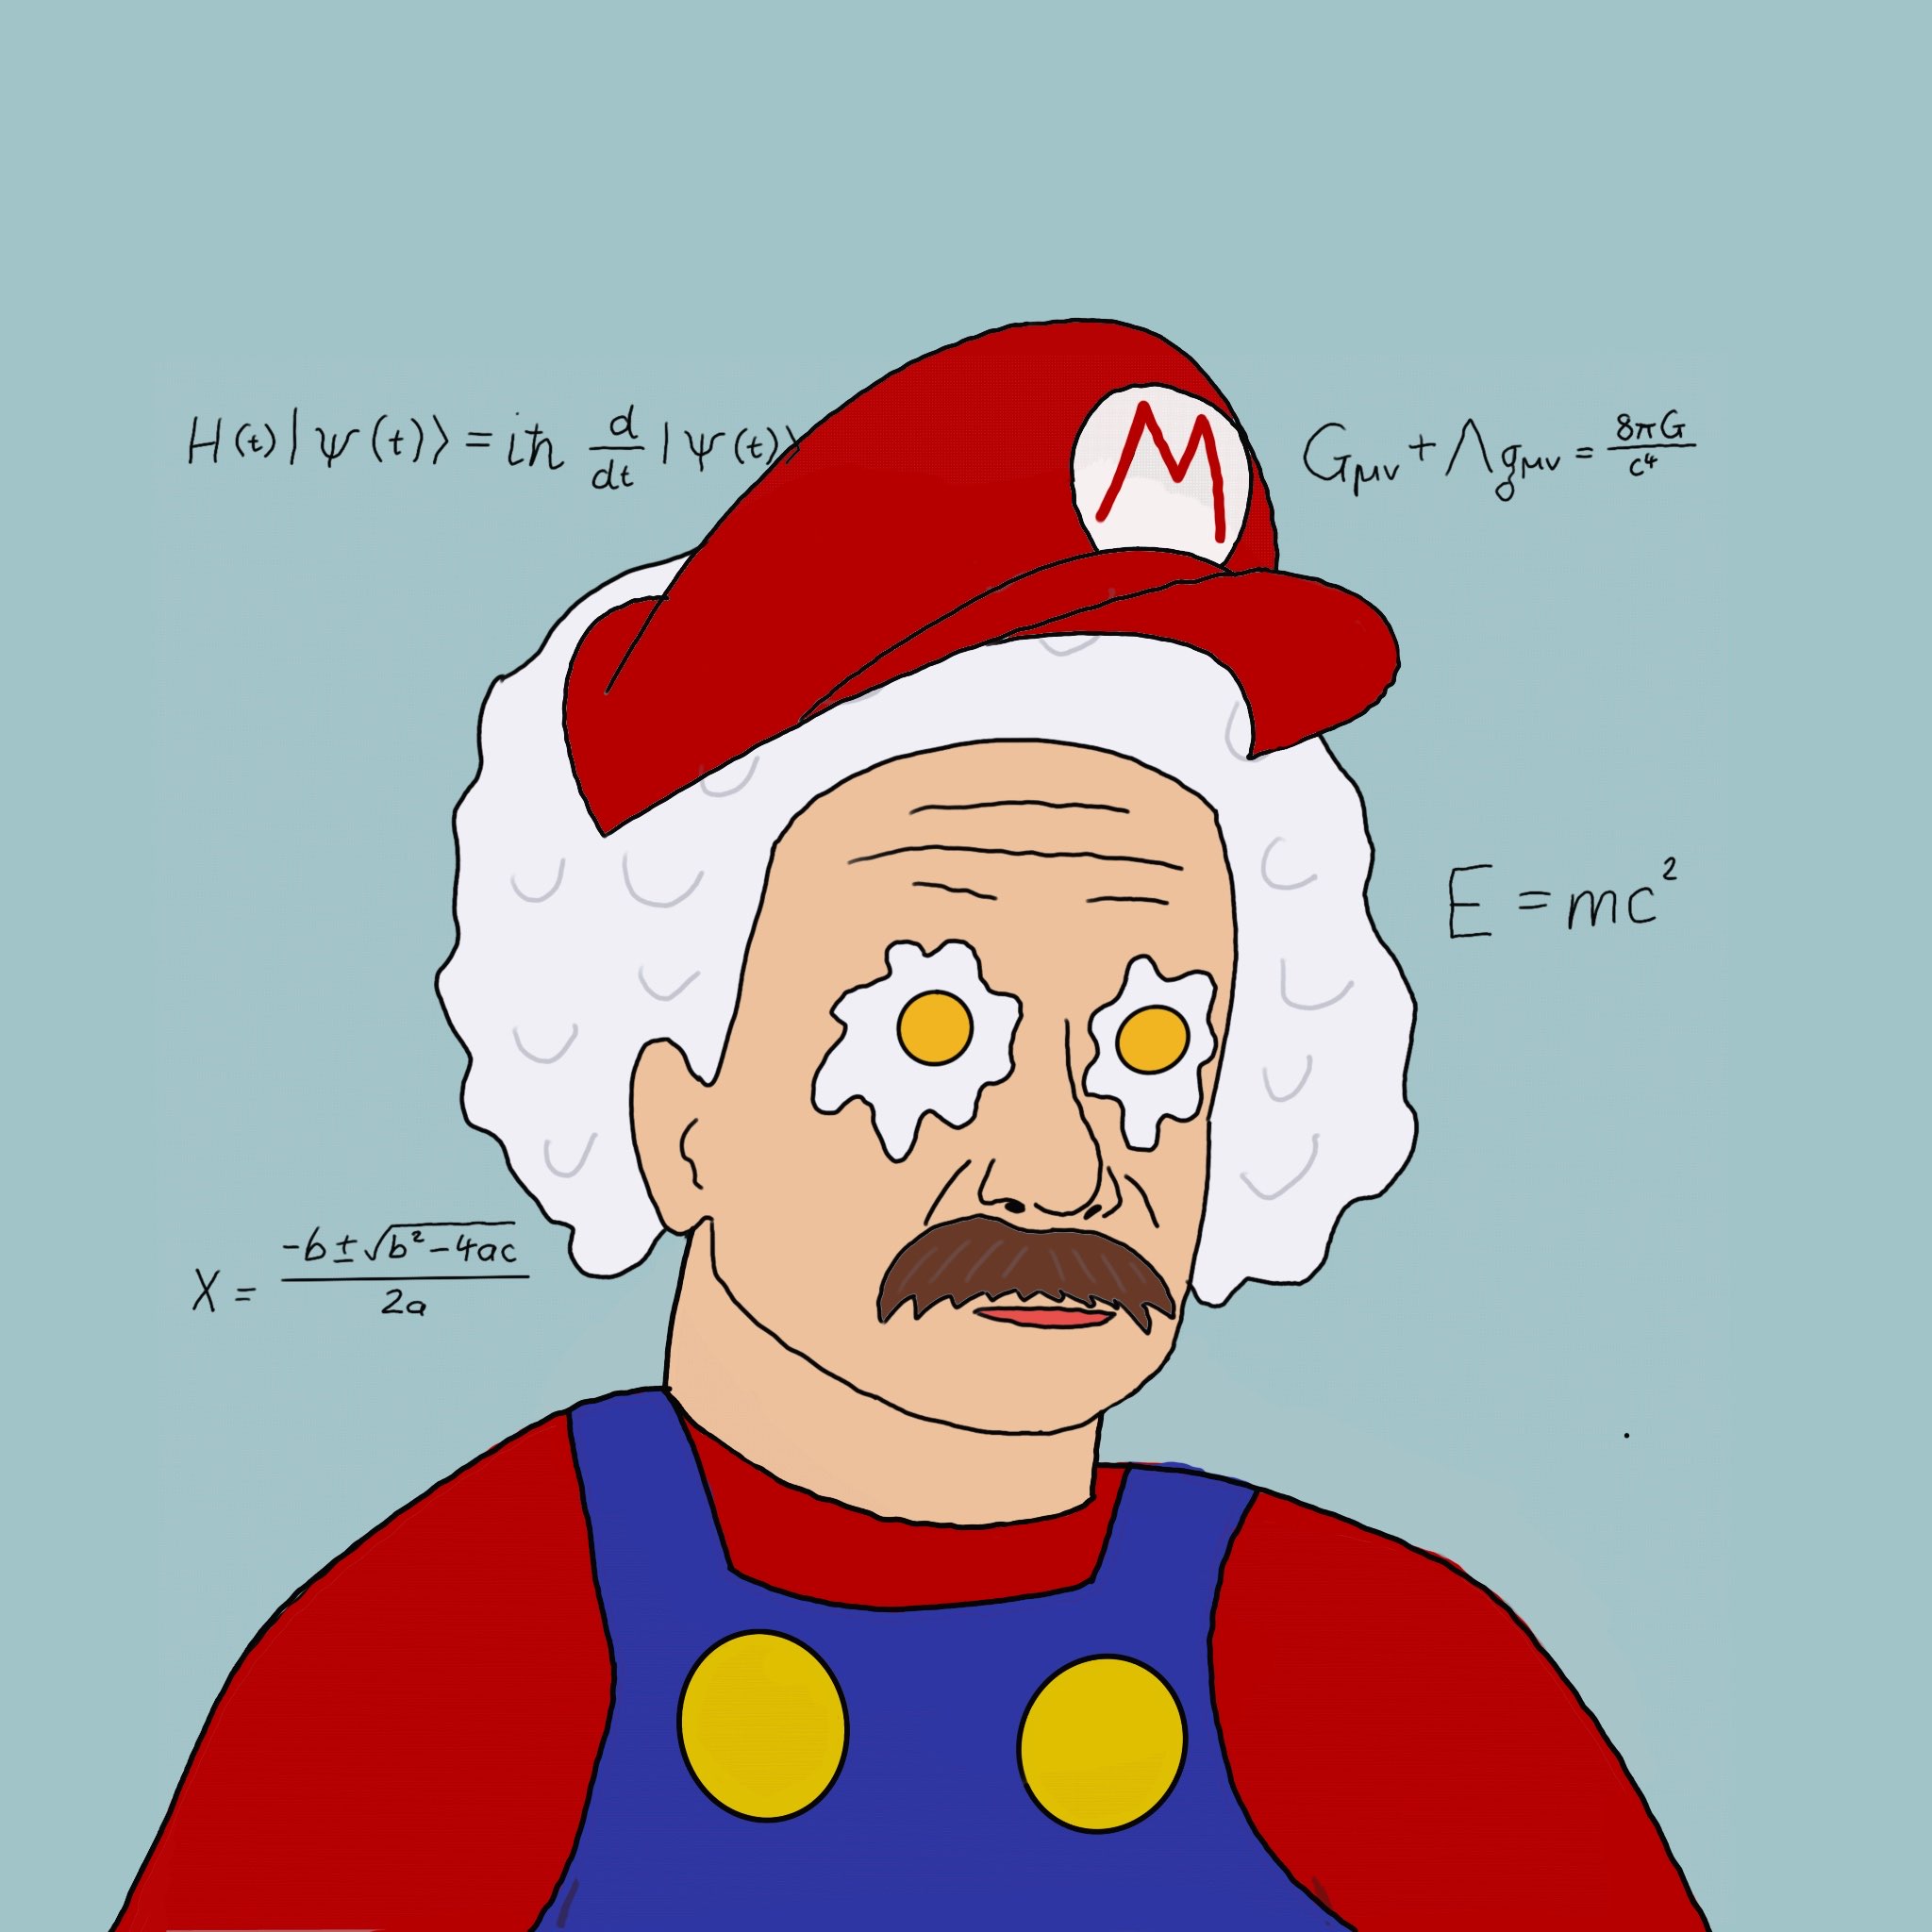 M
H(t)|ψ(t)⟩=iħ d/dt |ψ(t)⟩
Gμν+Λgμν=8πG/c⁴
E=mc²
X=-b±√b²-4ac/2a